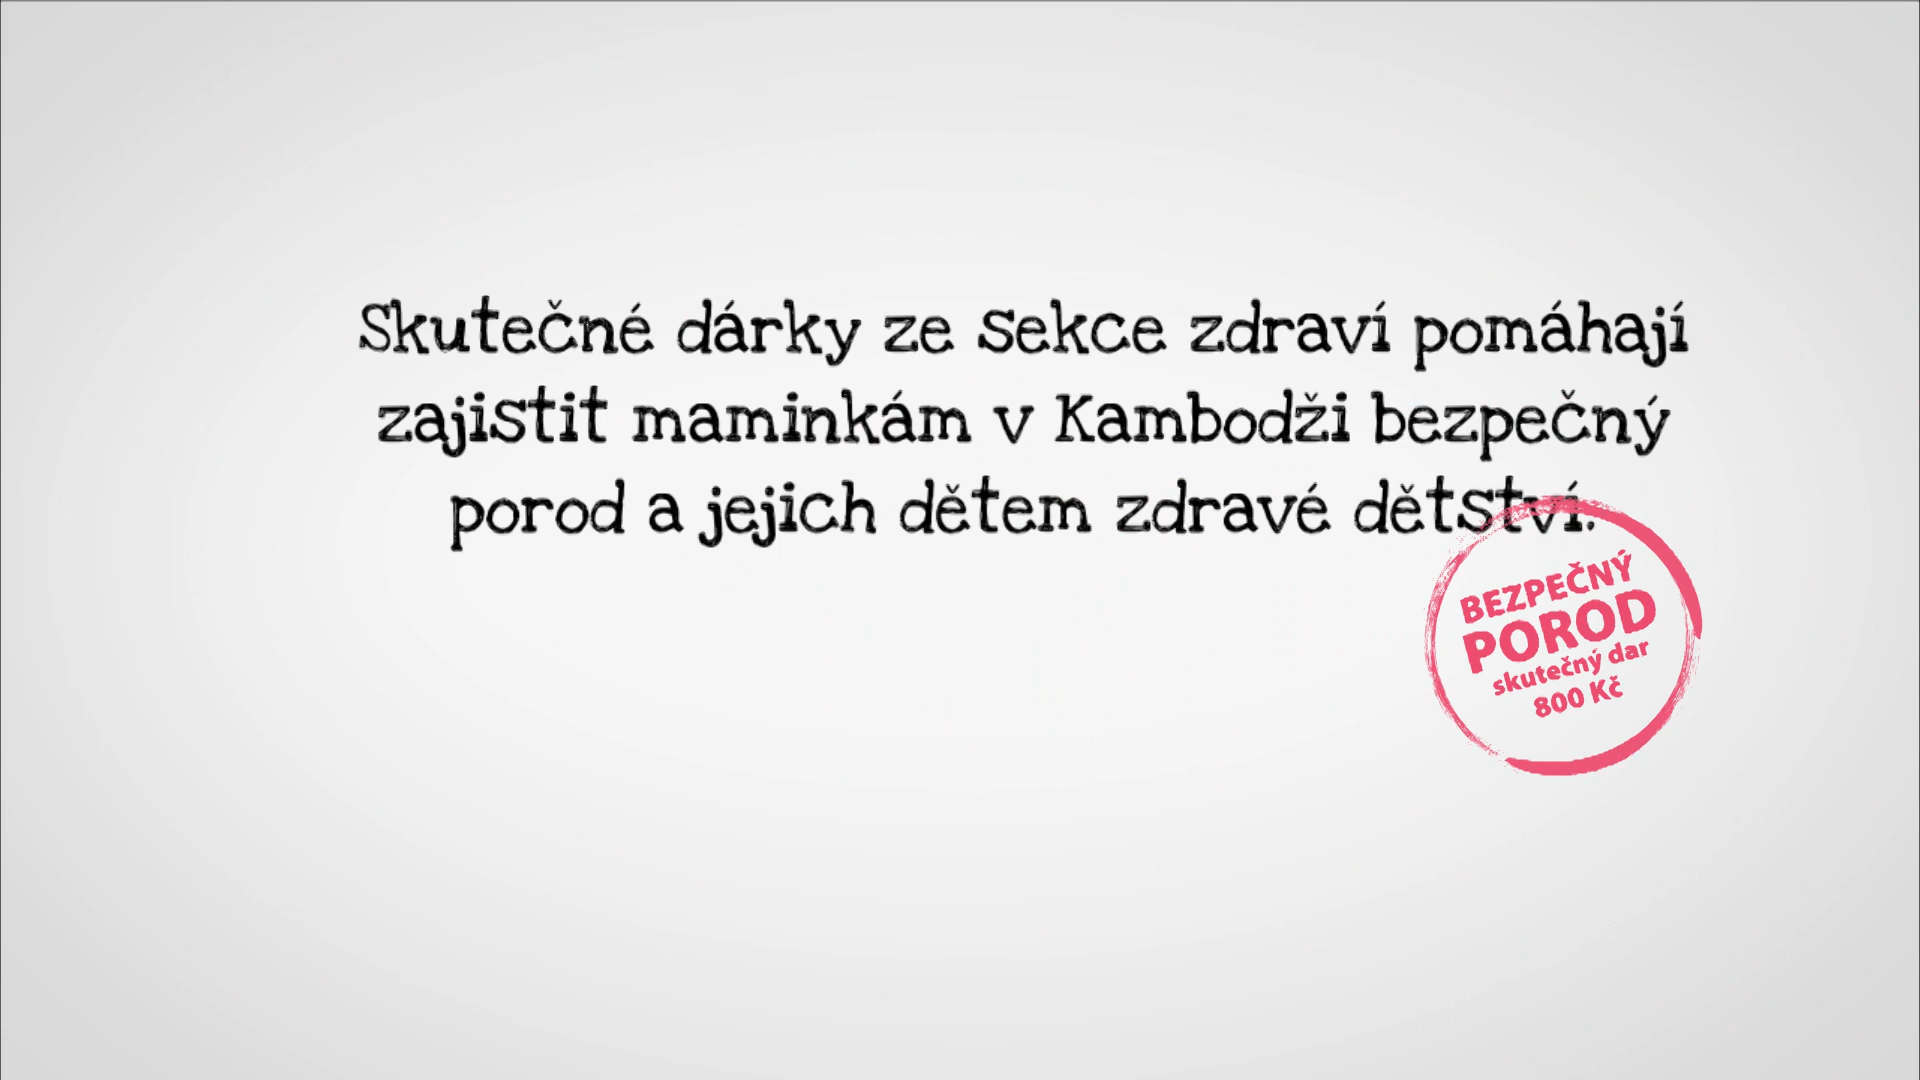 Skutečné dárky ze sekce zdraví pomáhají
zajistit maminkám v Kambodži bezpečný
porod a jejich dětem zdravé dětství.
BEZPEČNÝ
POROD
skutečný dar
800 Kč